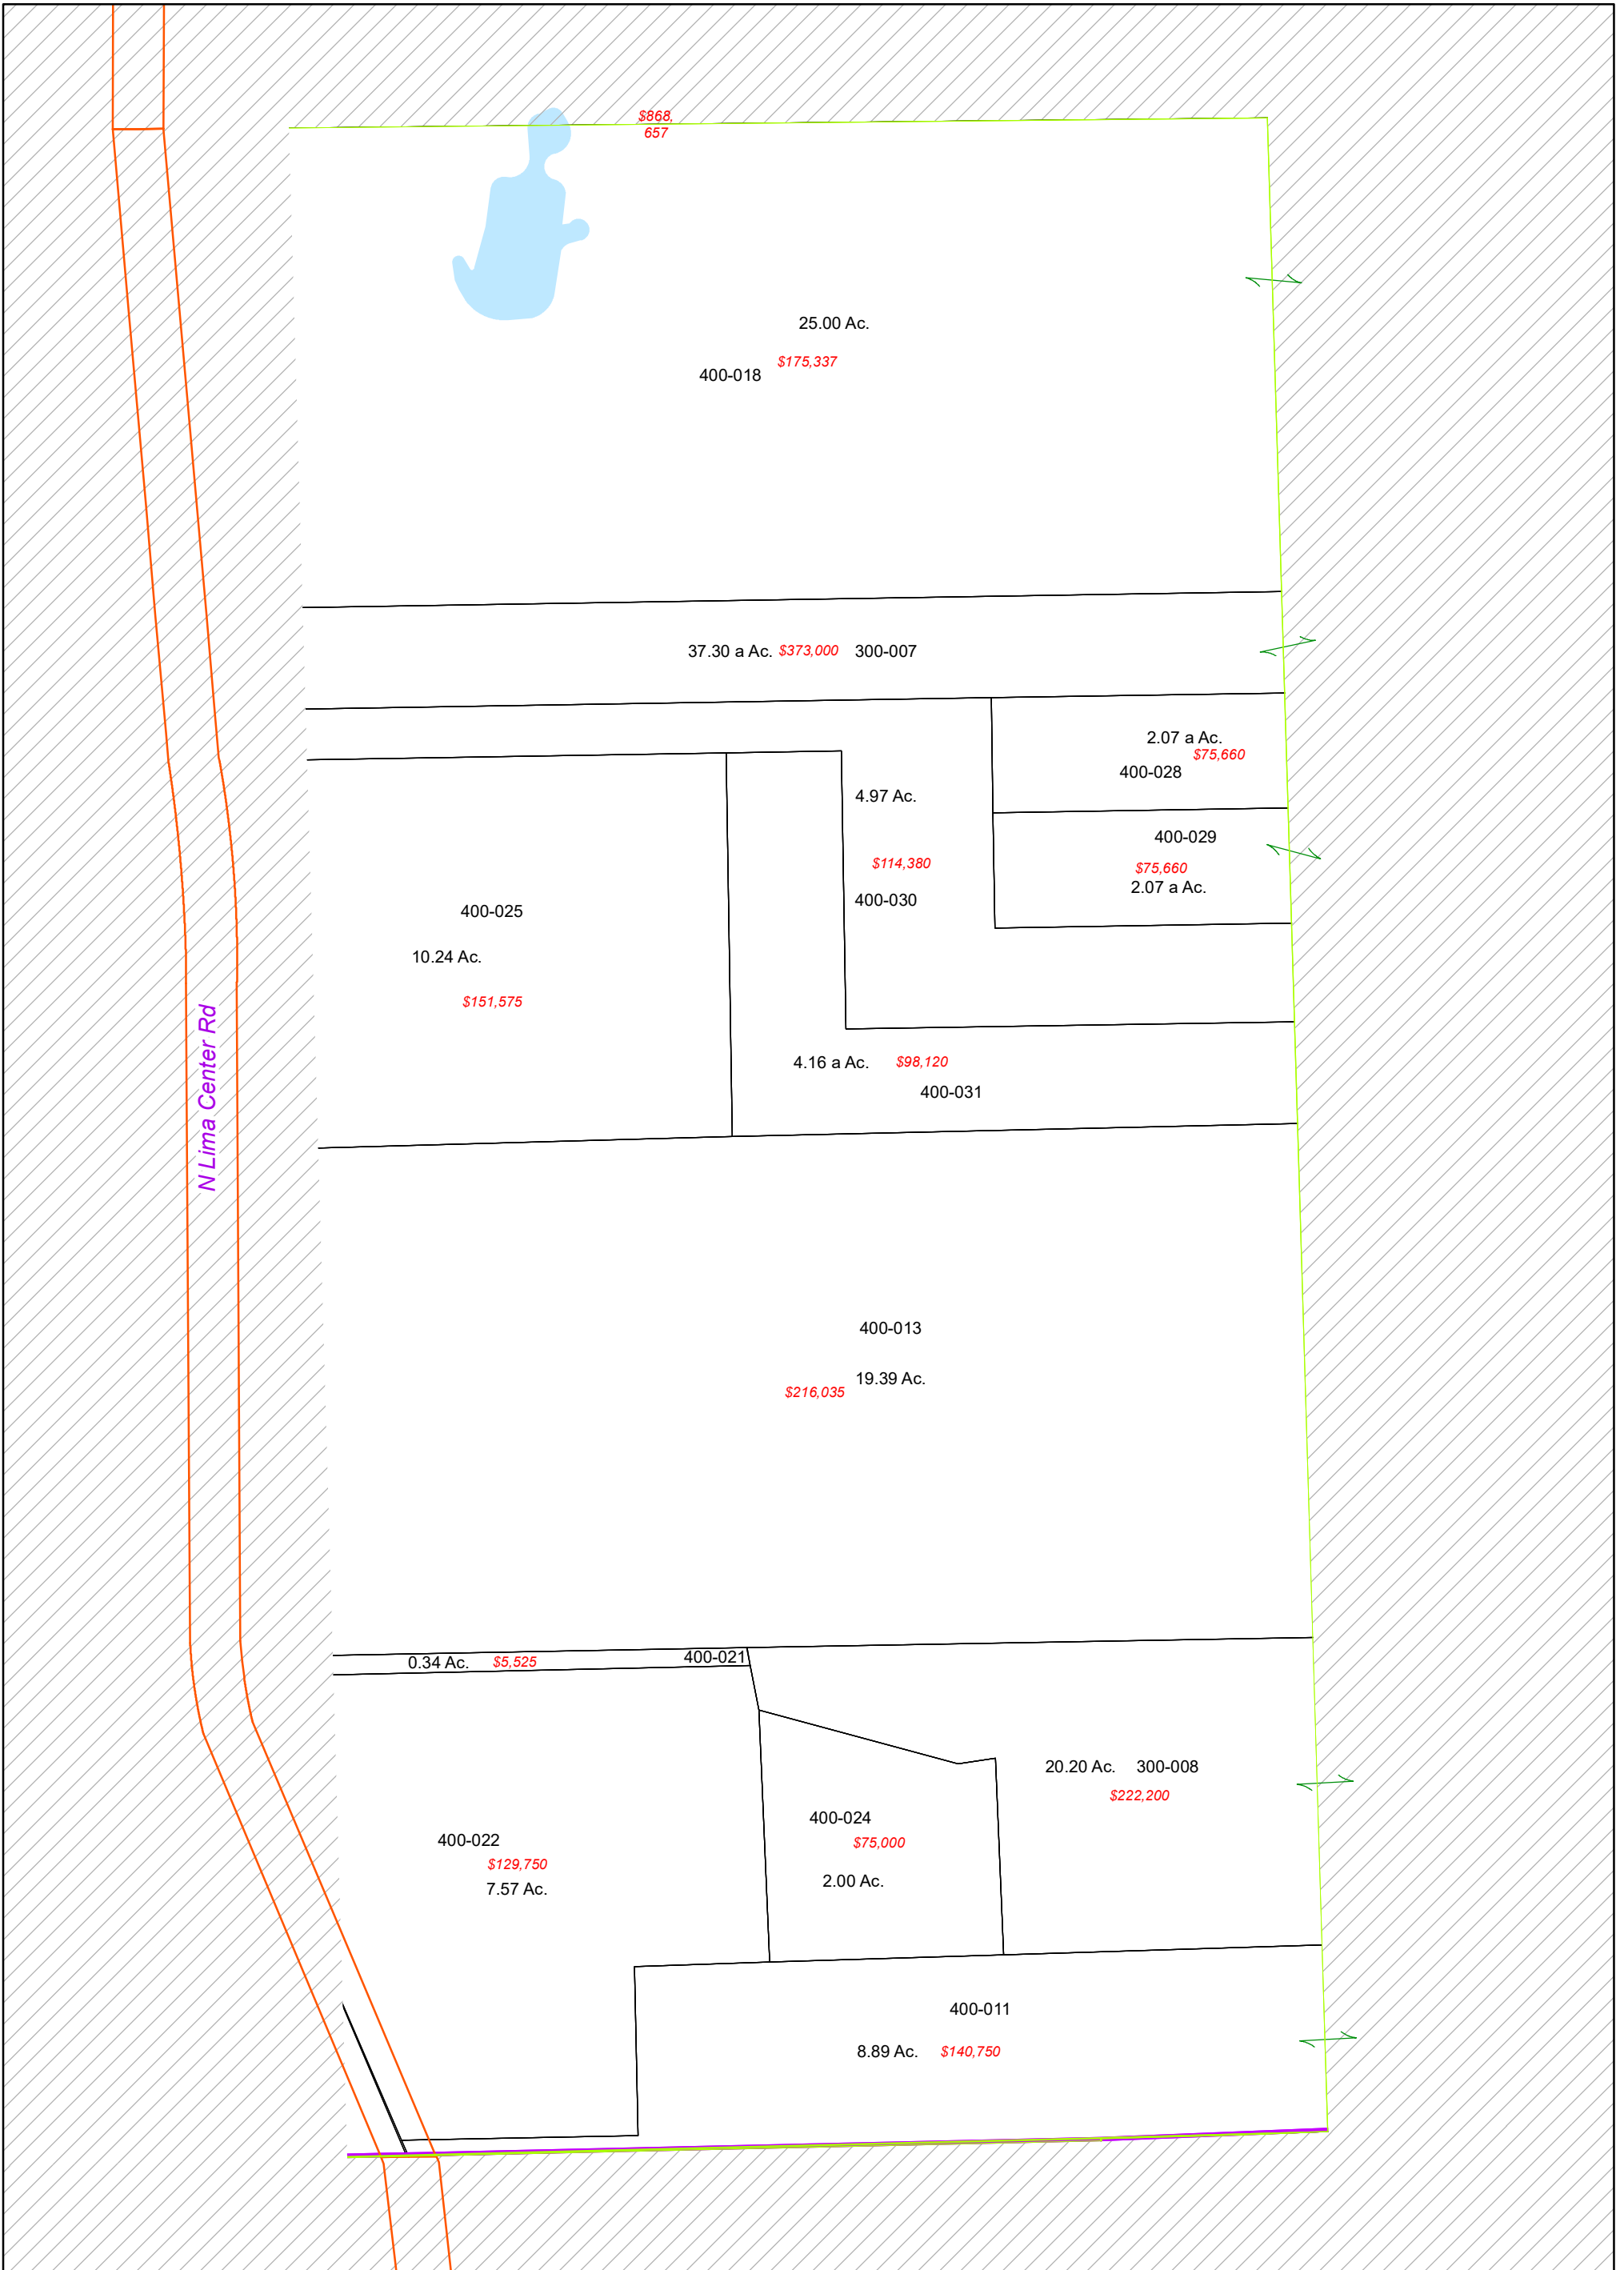 $868,
657
25.00 Ac.
$175,337
400-018
37.30 a Ac. $373,000 300-007
2.07 a Ac.
$75,660
400-028
4.97 Ac.
400-029
$114,380
$75,660
2.07 a Ac.
400-030
400-025
10.24 Ac.
$151,575
N Lima Center Rd
4.16 a Ac. $98,120
400-031
400-013
19.39 Ac.
$216,035
0.34 Ac. $5,525 400-021
20.20 Ac. 300-008
$222,200
400-024
$75,000
2.00 Ac.
400-022
$129,750
7.57 Ac.
400-011
8.89 Ac. $140,750